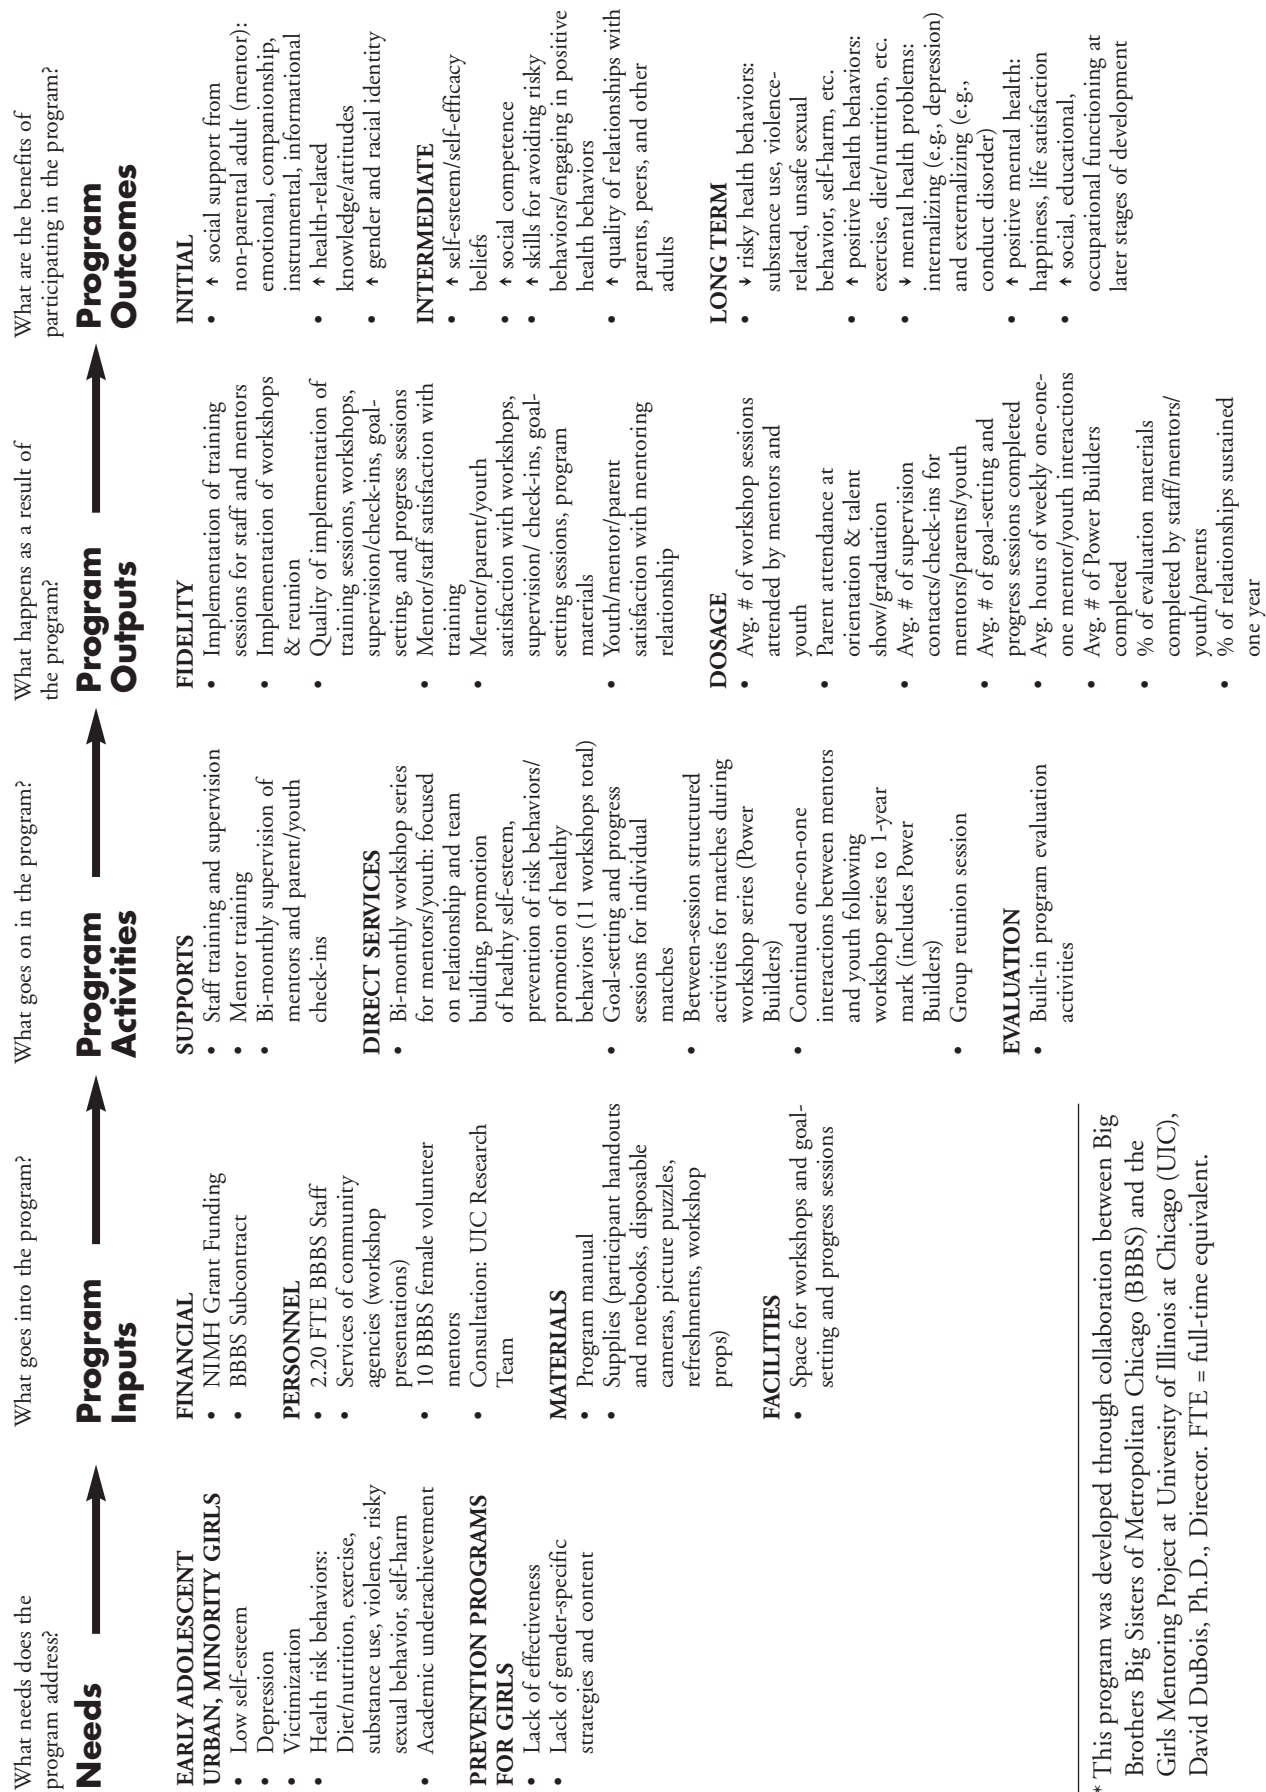 What needs does the
program address?
Needs
EARLY ADOLESCENT
URBAN, MINORITY GIRLS
• Low self-esteem
• Depression
• Victimization
• Health risk behaviors:
Diet/nutrition, exercise,
substance use, violence, risky
sexual behavior, self-harm
• Academic underachievement
PREVENTION PROGRAMS
FOR GIRLS
• Lack of effectiveness
• Lack of gender-specific
strategies and content
What goes into the program?
Program
Inputs
FINANCIAL
• NIMH Grant Funding
• BBBS Subcontract
PERSONNEL
• 2.20 FTE BBBS Staff
• Services of community
agencies (workshop
presentations)
• 10 BBBS female volunteer
mentors
• Consultation: UIC Research
Team
MATERIALS
• Program manual
• Supplies (participant handouts
and notebooks, disposable
cameras, picture puzzles,
refreshments, workshop
props)
FACILITIES
• Space for workshops and goal-
setting and progress sessions
What goes on in the program?
Program
Activities
SUPPORTS
• Staff training and supervision
• Mentor training
• Bi-monthly supervision of
mentors and parent/youth
check-ins
DIRECT SERVICES
• Bi-monthly workshop series
for mentors/youth: focused
on relationship and team
building, promotion
of healthy self-esteem,
prevention of risk behaviors/
promotion of healthy
behaviors (11 workshops total)
• Goal-setting and progress
sessions for individual
matches
• Between-session structured
activities for matches during
workshop series (Power
Builders)
• Continued one-on-one
interactions between mentors
and youth following
workshop series to 1-year
mark (includes Power
Builders)
• Group reunion session
EVALUATION
• Built-in program evaluation
activities
What happens as a result of
the program?
Program
Outputs
FIDELITY
• Implementation of training
sessions for staff and mentors
• Implementation of workshops
& reunion
• Quality of implementation of
training sessions, workshops,
supervision/check-ins, goal-
setting, and progress sessions
• Mentor/staff satisfaction with
training
• Mentor/parent/youth
satisfaction with workshops,
supervision/ check-ins, goal-
setting sessions, program
materials
• Youth/mentor/parent
satisfaction with mentoring
relationship
DOSAGE
• Avg. # of workshop sessions
attended by mentors and
youth
• Parent attendance at
orientation & talent
show/graduation
• Avg. # of supervision
contacts/check-ins for
mentors/parents/youth
• Avg. # of goal-setting and
progress sessions completed
• Avg. hours of weekly one-one-
one mentor/youth interactions
• Avg. # of Power Builders
completed
• % of evaluation materials
completed by staff/mentors/
youth/parents
• % of relationships sustained
one year
What are the benefits of
participating in the program?
Program
Outcomes
INITIAL
• ↑ social support from
non-parental adult (mentor):
emotional, companionship,
instrumental, informational
• ↑ health-related
knowledge/attitudes
• ↑ gender and racial identity
INTERMEDIATE
• ↑ self-esteem/self-efficacy
beliefs
• ↑ social competence
• ↑ skills for avoiding risky
behaviors/engaging in positive
health behaviors
• ↑ quality of relationships with
parents, peers, and other
adults
LONG TERM
• ↓ risky health behaviors:
substance use, violence-
related, unsafe sexual
behavior, self-harm, etc.
• ↑ positive health behaviors:
exercise, diet/nutrition, etc.
• ↓ mental health problems:
internalizing (e.g., depression)
and externalizing (e.g.,
conduct disorder)
• ↑ positive mental health:
happiness, life satisfaction
• ↑ social, educational,
occupational functioning at
later stages of development
* This program was developed through collaboration between Big
Brothers Big Sisters of Metropolitan Chicago (BBBS) and the
Girls Mentoring Project at University of Illinois at Chicago (UIC),
David DuBois, Ph.D., Director. FTE = full-time equivalent.